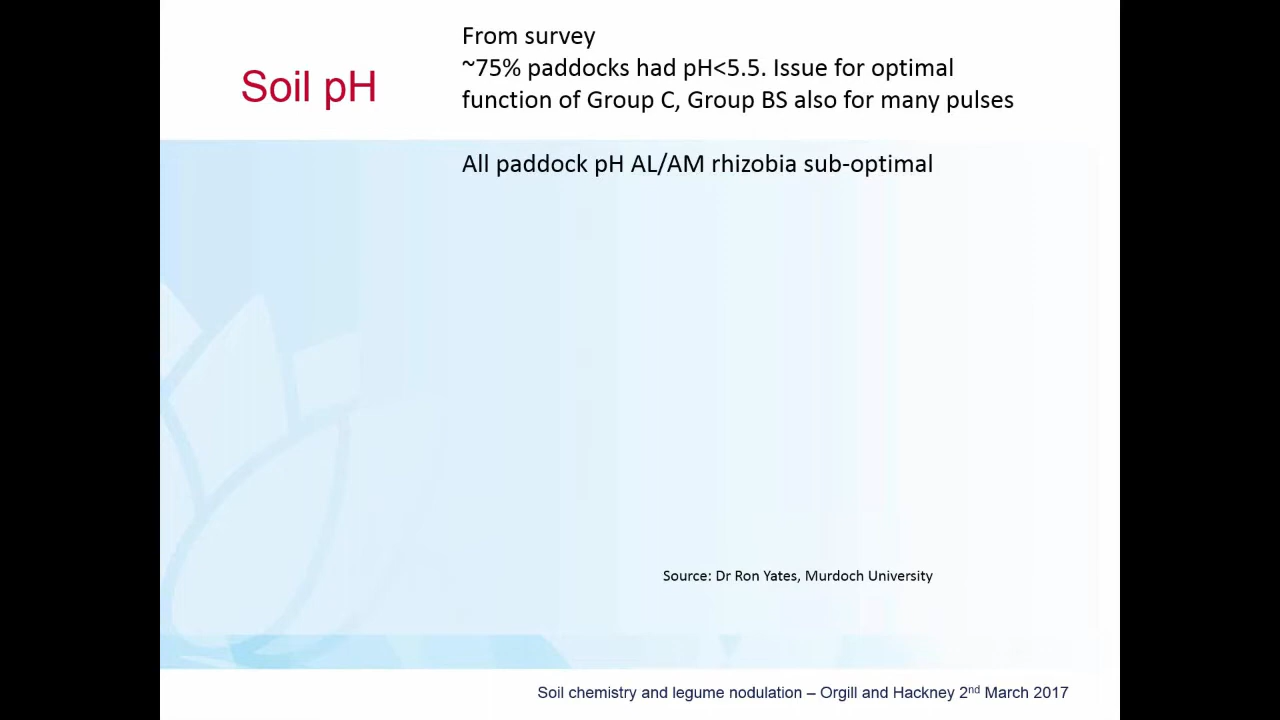 Soil pH
From survey
~75% paddocks had pH<5.5. Issue for optimal
function of Group C, Group BS also for many pulses
All paddock pH AL/AM rhizobia sub-optimal
Source: Dr Ron Yates, Murdoch University
Soil chemistry and legume nodulation – Orgill and Hackney 2nd March 2017